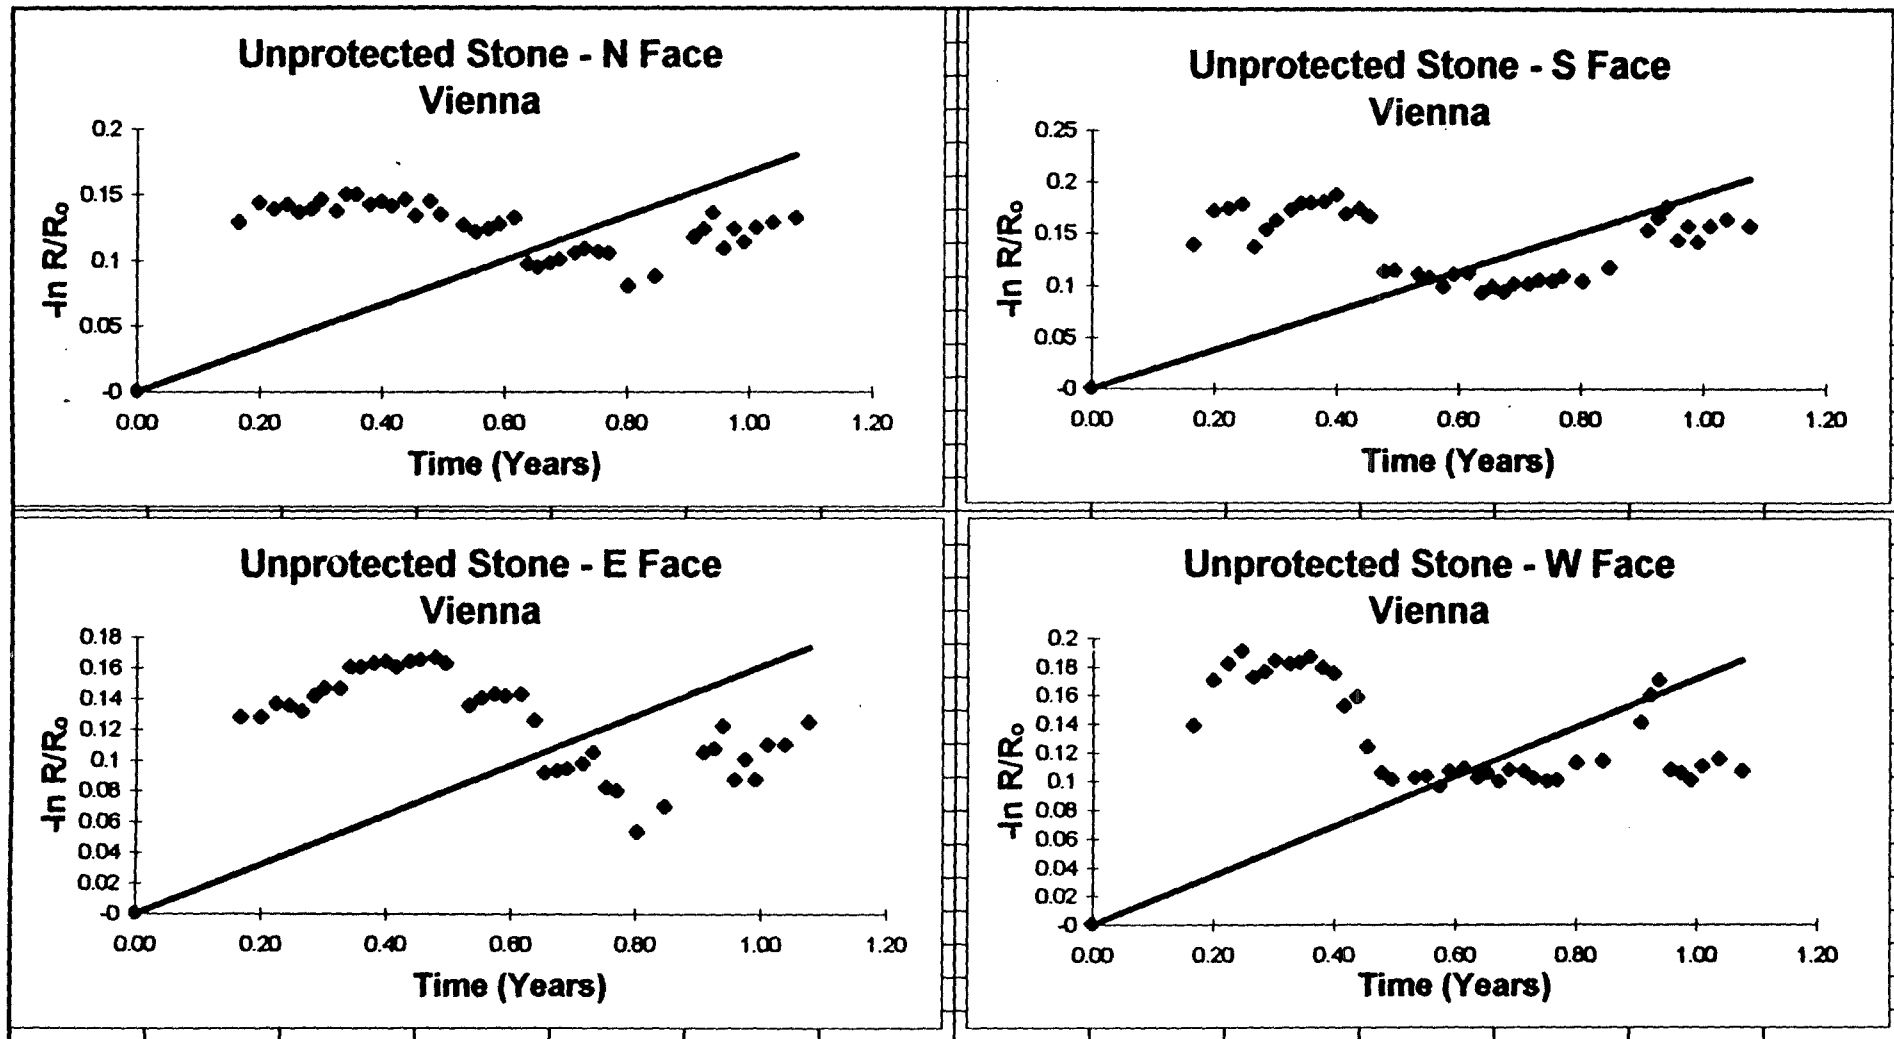 Unprotected Stone - N Face
Vienna
0.2
0.15
0.1
0.05
-0
-ln R/Ro
0.00 0.20 0.40 0.60 0.80 1.00 1.20
Time (Years)
Unprotected Stone - S Face
Vienna
0.25
0.2
0.15
0.1
0.05
-0
-ln R/Ro
0.00 0.20 0.40 0.60 0.80 1.00 1.20
Time (Years)
Unprotected Stone - E Face
Vienna
0.18
0.16
0.14
0.12
0.1
0.08
0.06
0.04
0.02
-0
-ln R/Ro
0.00 0.20 0.40 0.60 0.80 1.00 1.20
Time (Years)
Unprotected Stone - W Face
Vienna
0.2
0.18
0.16
0.14
0.12
0.1
0.08
0.06
0.04
0.02
-0
-ln R/Ro
0.00 0.20 0.40 0.60 0.80 1.00 1.20
Time (Years)